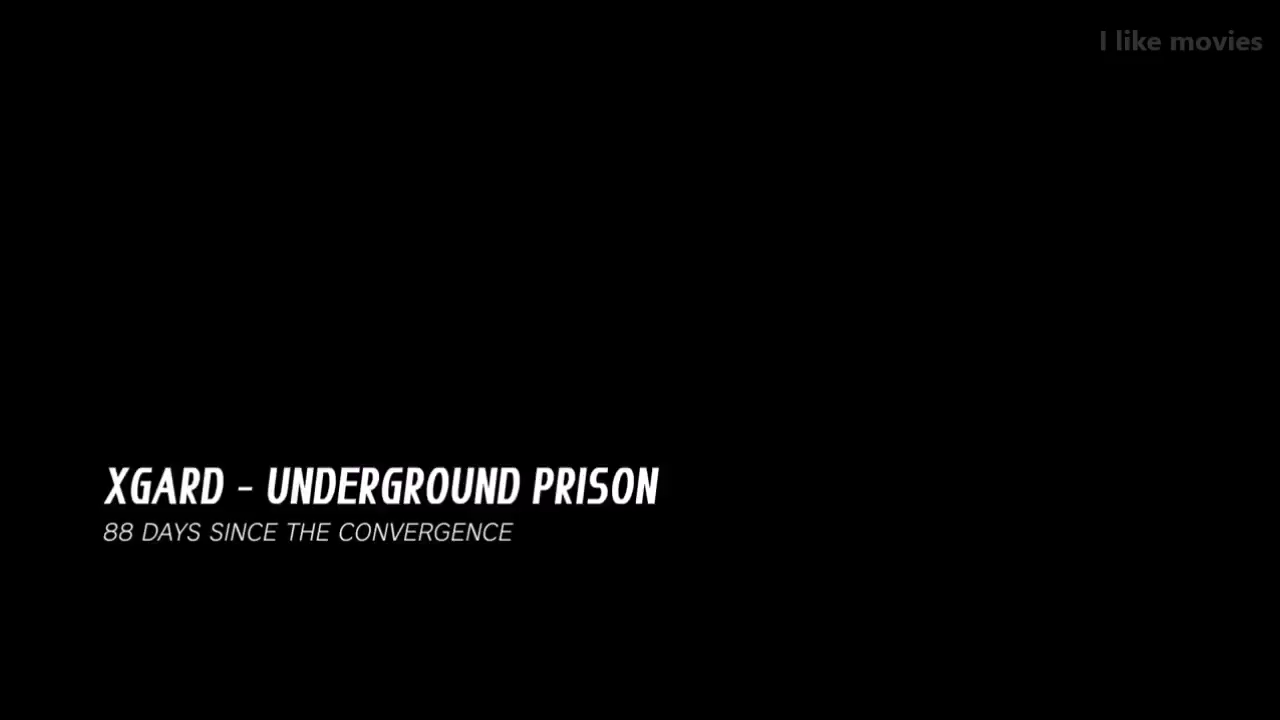 I like movies
XGARD - UNDERGROUND PRISON
88 DAYS SINCE THE CONVERGENCE